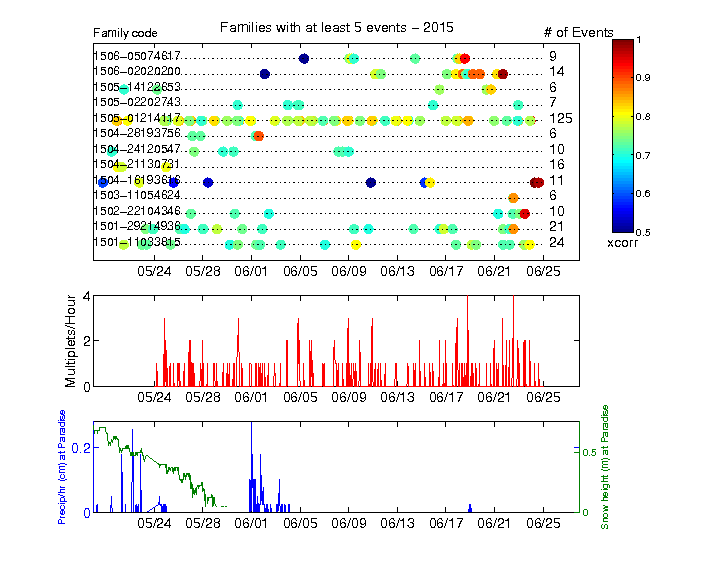 Families with at least 5 events – 2015
Family code
# of Events
1506–05074617 9
1506–02020200 14
1505–14122653 6
1505–02202743 7
1505–01214117 125
1504–28193756 6
1504–24120547 10
1504–21130731 16
11
1503–11054624 6
1502–22104346 10
1501–29214936 21
1501–11033815 24
05/24 05/28 06/01 06/05 06/09 06/13 06/17 06/21 06/25
1
0.9
0.8
0.7
0.6
0.5
xcorr
Multiplets/Hour
4
2
0
05/24 05/28 06/01 06/05 06/09 06/13 06/17 06/21 06/25
Precip/hr (cm) at Paradise
0.2
0
0.5
0
Snow height (m) at Paradise
05/24 05/28 06/01 06/05 06/09 06/13 06/17 06/21 06/25